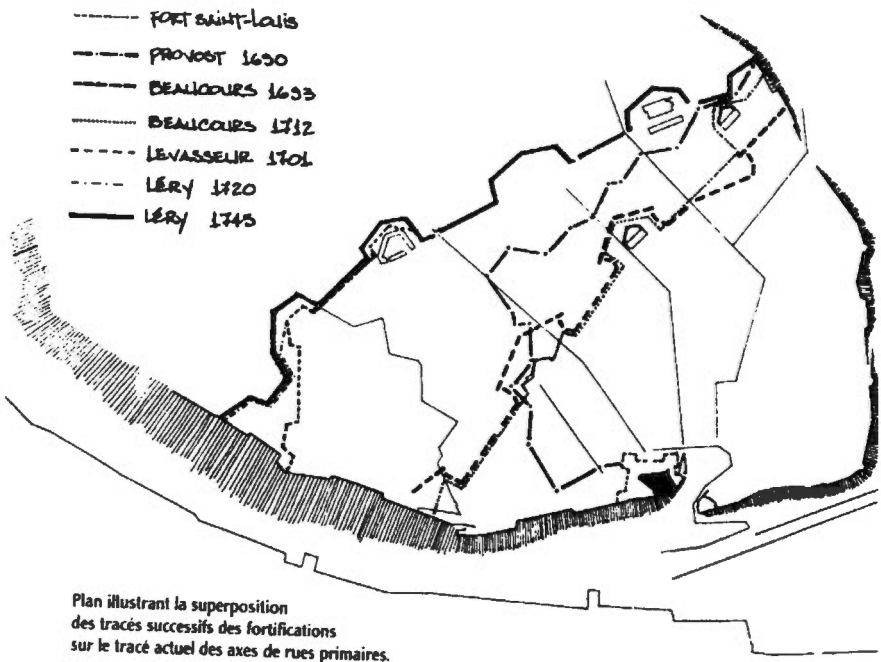 FORT SAINT-LOUIS
PROVOST 1690
BEAUCOURS 1693
BEAUCOURS 1712
LEVASSEUR 1701
LÉRY 1720
LÉRY 1745
Plan illustrant la superposition
des tracés successifs des fortifications
sur le tracé actuel des axes de rues primaires.